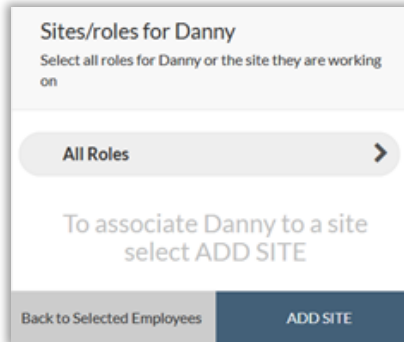 Sites/roles for Danny
Select all roles for Danny or the site they are working
on
All Roles
To associate Danny to a site
select ADD SITE
Back to Selected Employees
ADD SITE